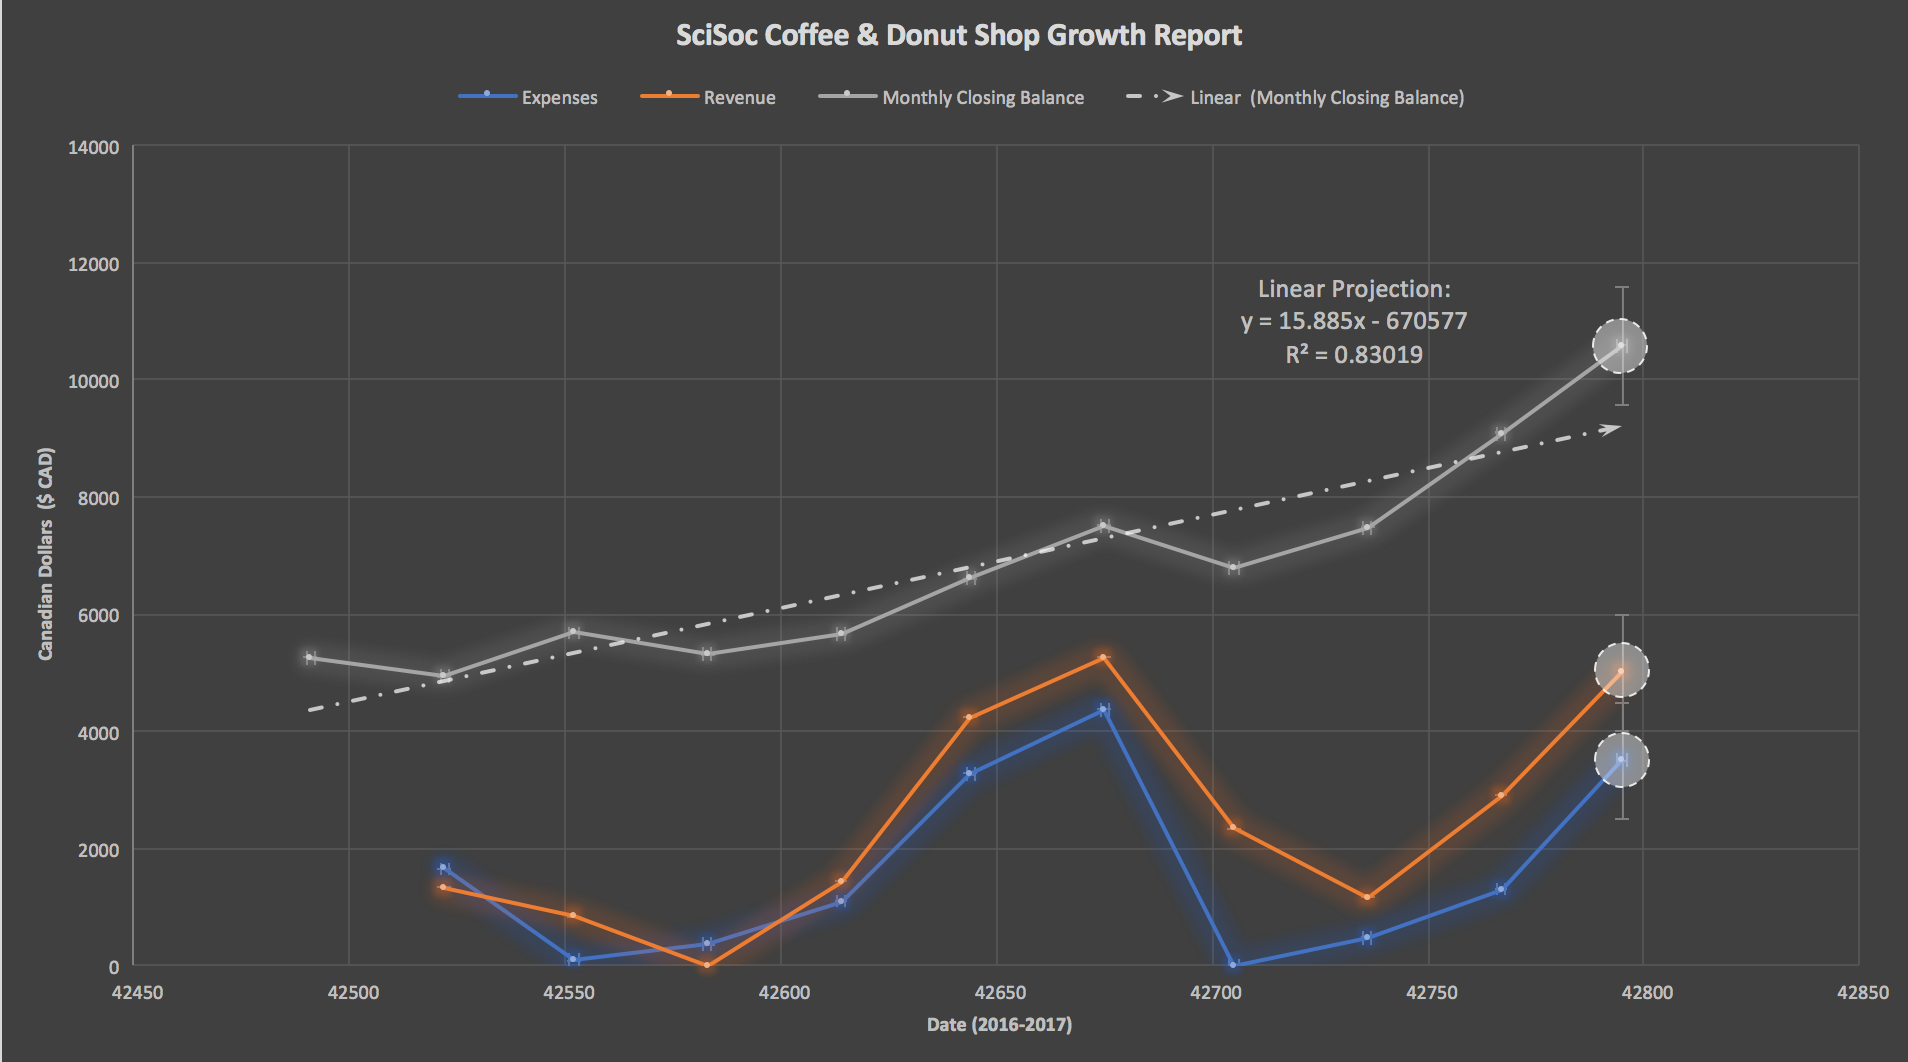 SciSoc Coffee & Donut Shop Growth Report
Expenses Revenue Monthly Closing Balance Linear (Monthly Closing Balance)
14000
12000
10000
8000
6000
4000
2000
0
Canadian Dollars ($ CAD)
Linear Projection:
y = 15.885x - 670577
R² = 0.83019
42450 42500 42550 42600 42650 42700 42750 42800 42850
Date (2016-2017)